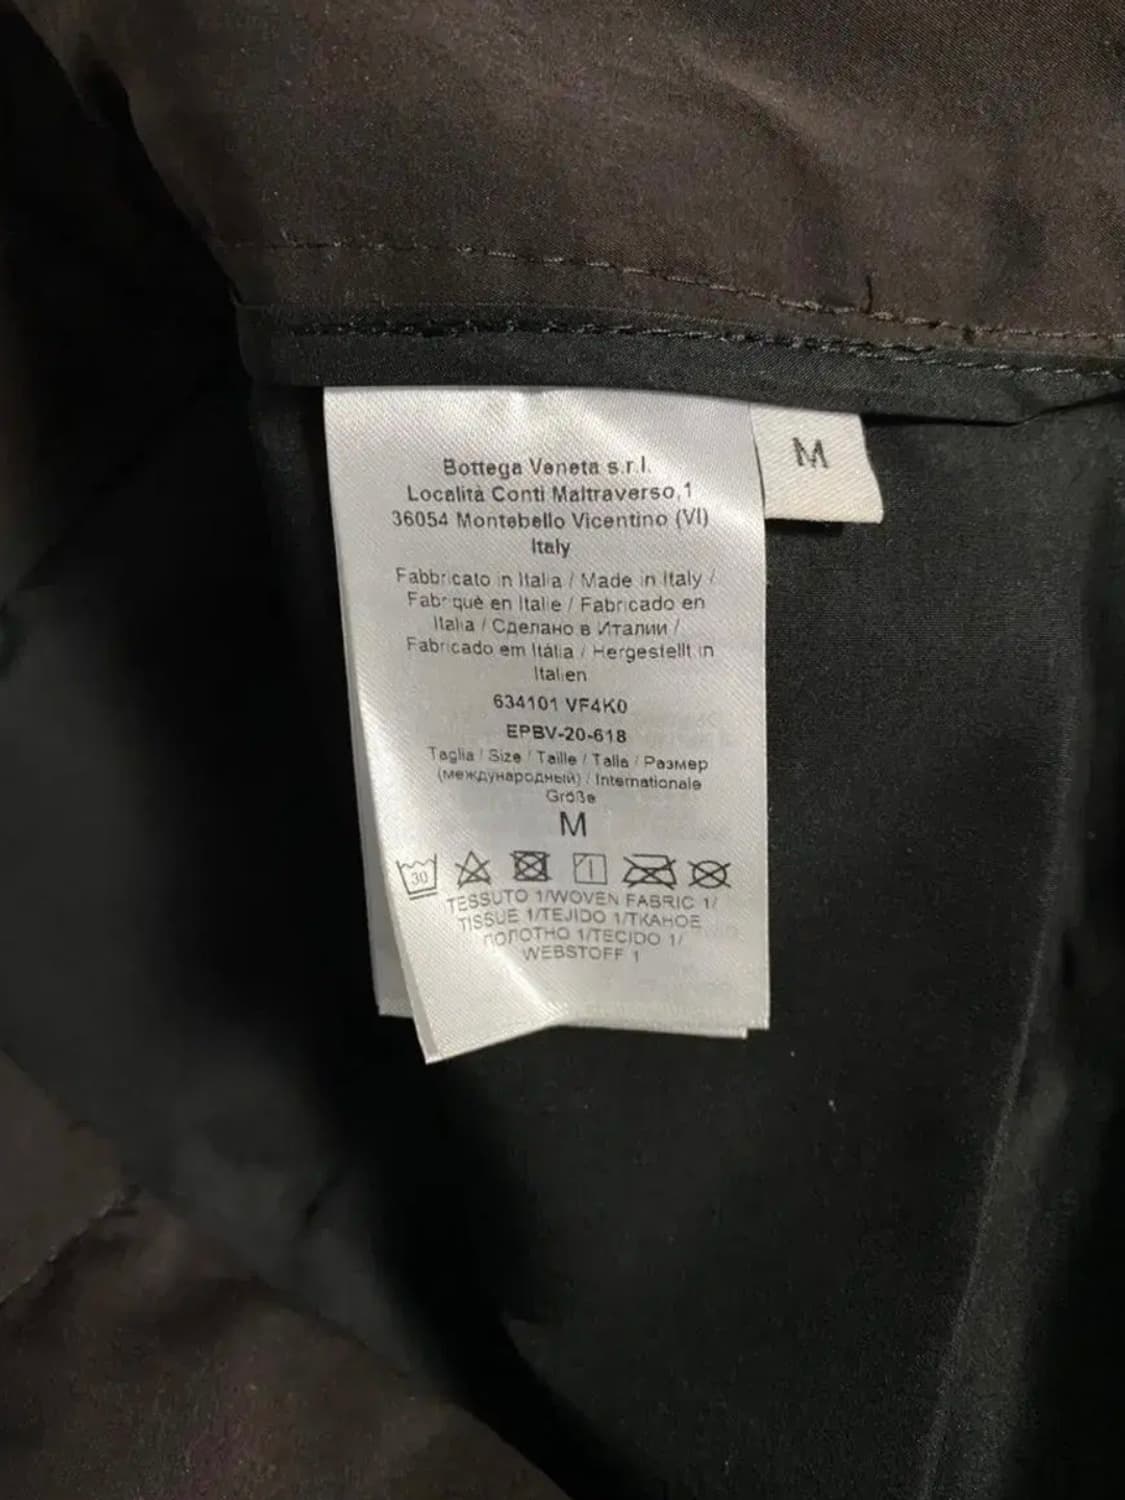 Bottega Veneta s.r.l.
Località Conti Maltraverso,1
36054 Montebello Vicentino (VI)
Italy
Fabbricato in Italia / Made in Italy /
Fabriqué en Italie / Fabricado en
Italia / Сделано в Италии /
Fabricado em Itália / Hergestellt in
Italien
634101 VF4K0
EPBV-20-618
Taglia / Size / Taille / Talla / Размер
(международный) / Internationale
Größe
M
30
TESSUTO 1/WOVEN FABRIC 1/
TISSUE 1/TEJIDO 1/ТКАНОЕ
ПОЛОТНО 1/TECIDO 1/
WEBSTOFF 1
M